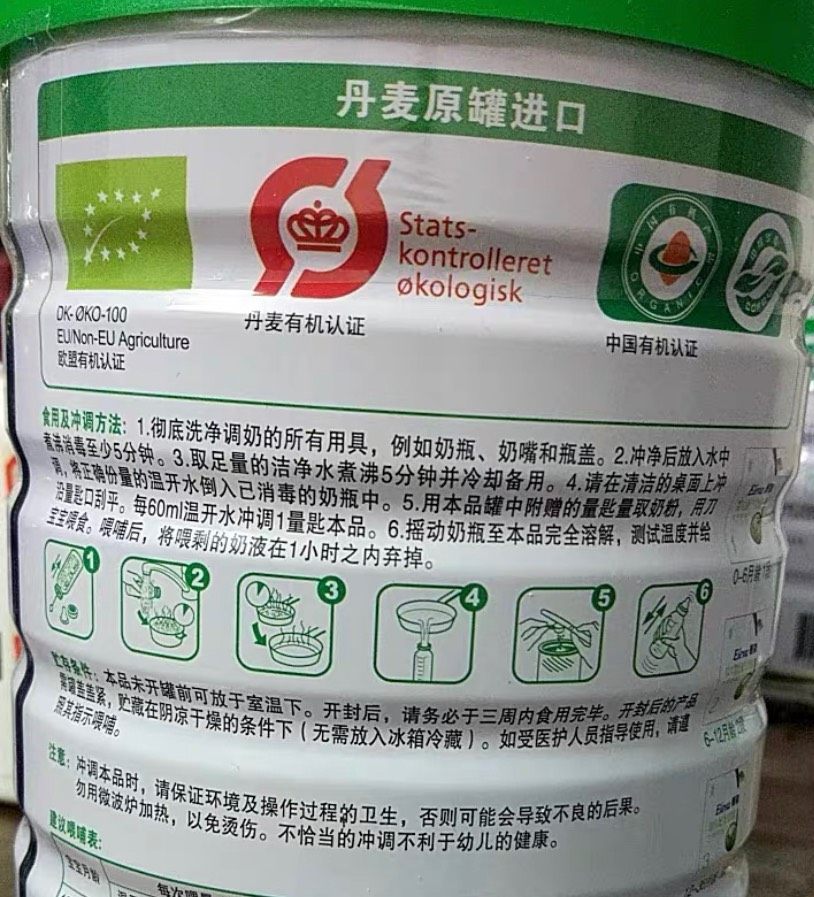 丹麦原罐进口
Stats-
kontrolleret
økologisk
ORGANIC
DK-ØKO-100
EU/Non-EU Agriculture
欧盟有机认证
丹麦有机认证
中国有机认证
食用及冲调方法：1.彻底洗净调奶的所有用具，例如奶瓶、奶嘴和瓶盖。2.冲净后放入水中
煮沸消毒至少5分钟。3.取足量的洁净水煮沸5分钟并冷却备用。4.请在清洁的桌面上冲
调，将正确份量的温开水倒入已消毒的奶瓶中。5.用本品罐中附赠的量匙量取奶粉，用刀
沿量匙口刮平。每60ml温开水冲调1量匙本品。6.摇动奶瓶至本品完全溶解，测试温度并给
宝宝喂食。喂哺后，将喂剩的奶液在1小时之内弃掉。
1
2
3
4
5
6
贮存条件：本品未开罐前可放于室温下。开封后，请务必于三周内食用完毕。开封后的产品
需罐盖盖紧，贮藏在阴凉干燥的条件下（无需放入冰箱冷藏）。如受医护人员指导使用，请遵
照其指示喂哺。
注意：冲调本品时，请保证环境及操作过程的卫生，否则可能会导致不良的后果。
勿用微波炉加热，以免烫伤。不恰当的冲调不利于幼儿的健康。
建议喂哺表：
宝宝月龄
每次喂
0-6月龄
6-12月龄